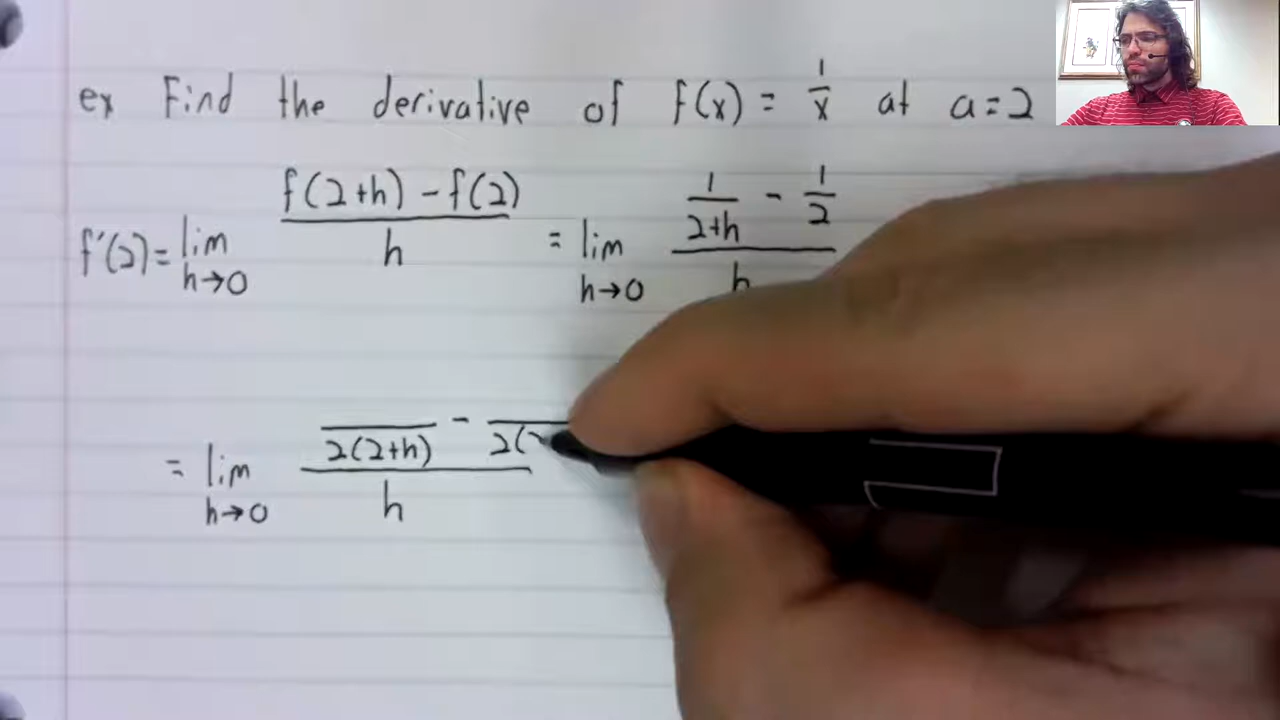 ex Find the derivative of f(x) = 1/x at a=2
f'(2) = lim h→0 (f(2+h) - f(2))/h = lim h→0 (1/(2+h) - 1/2)/h
= lim h→0 ( /(2(2+h)) - /(2( )/h